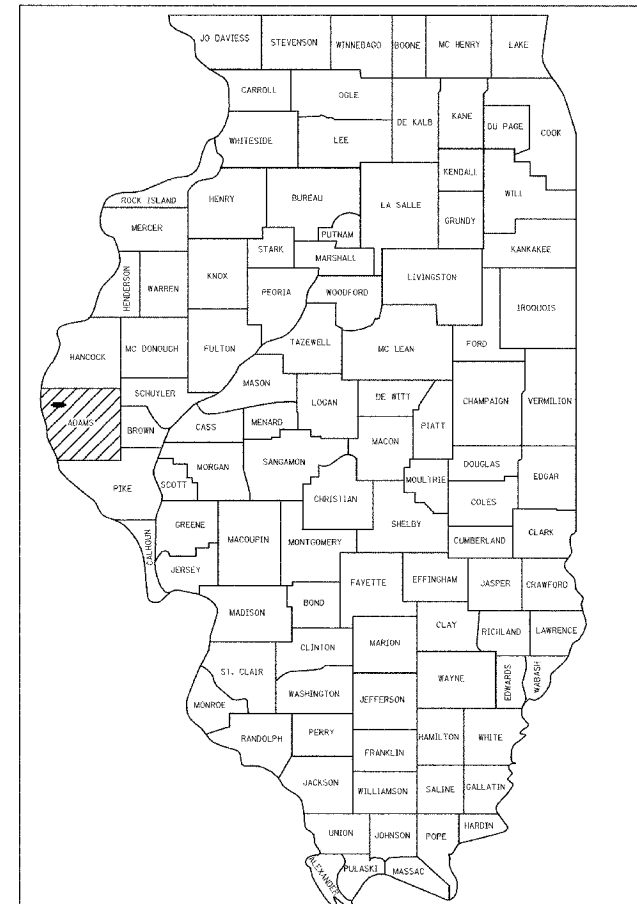 JO DAVIESS STEVENSON WINNEBAGO BOONE MC HENRY LAKE
CARROLL OGLE DE KALB KANE DU PAGE COOK
WHITESIDE LEE KENDALL WILL
ROCK ISLAND HENRY BUREAU LA SALLE GRUNDY
MERCER PUTNAM KANKAKEE
HENDERSON WARREN KNOX STARK MARSHALL LIVINGSTON
PEORIA WOODFORD IROQUOIS
HANCOCK MC DONOUGH FULTON TAZEWELL MC LEAN FORD
MASON
ADAMS SCHUYLER LOGAN DE WITT CHAMPAIGN VERMILION
BROWN CASS MENARD MACON PIATT
PIKE SCOTT MORGAN SANGAMON MOULTRIE DOUGLAS EDGAR
CHRISTIAN COLES
CALHOUN GREENE MACOUPIN MONTGOMERY SHELBY CUMBERLAND CLARK
JERSEY FAYETTE EFFINGHAM JASPER CRAWFORD
MADISON BOND
CLAY RICHLAND LAWRENCE
CLINTON MARION
ST. CLAIR WAYNE EDWARDS WABASH
WASHINGTON JEFFERSON
MONROE
RANDOLPH PERRY HAMILTON WHITE
FRANKLIN
JACKSON WILLIAMSON SALINE GALLATIN
UNION JOHNSON POPE HARDIN
ALEXANDER PULASKI MASSAC